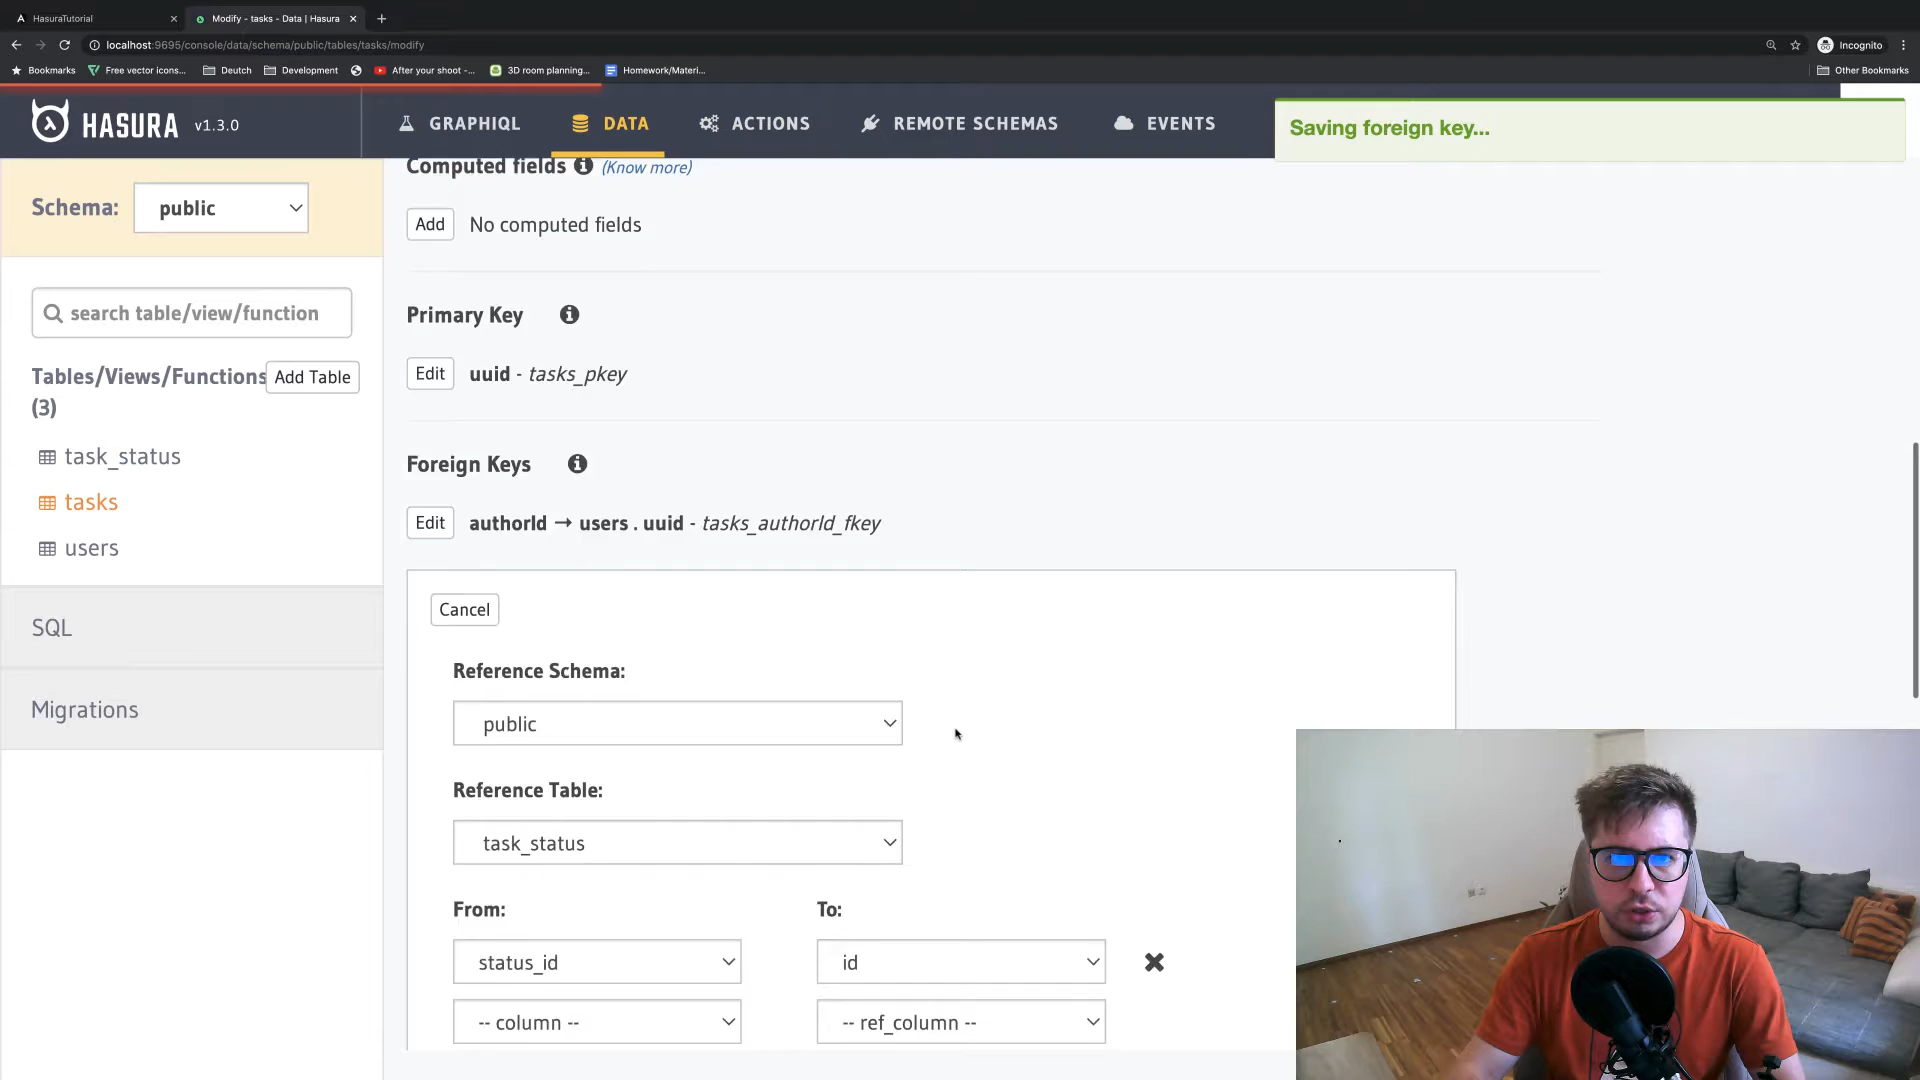 HasuraTutorial
Modify - tasks - Data | Hasura
localhost:9695/console/data/schema/public/tables/tasks/modify
Incognito
Bookmarks
Free vector icons...
Deutch
Development
After your shoot -...
3D room planning...
Homework/Materi...
Other Bookmarks
HASURA v1.3.0
GRAPHIQL
DATA
ACTIONS
REMOTE SCHEMAS
EVENTS
Saving foreign key...
Schema:
public
search table/view/function
Tables/Views/Functions
(3)
Add Table
task_status
tasks
users
SQL
Migrations
Computed fields (Know more)
Add No computed fields
Primary Key
Edit uuid - tasks_pkey
Foreign Keys
Edit authorId → users . uuid - tasks_authorId_fkey
Cancel
Reference Schema:
public
Reference Table:
task_status
From: To:
status_id id
-- column -- -- ref_column --